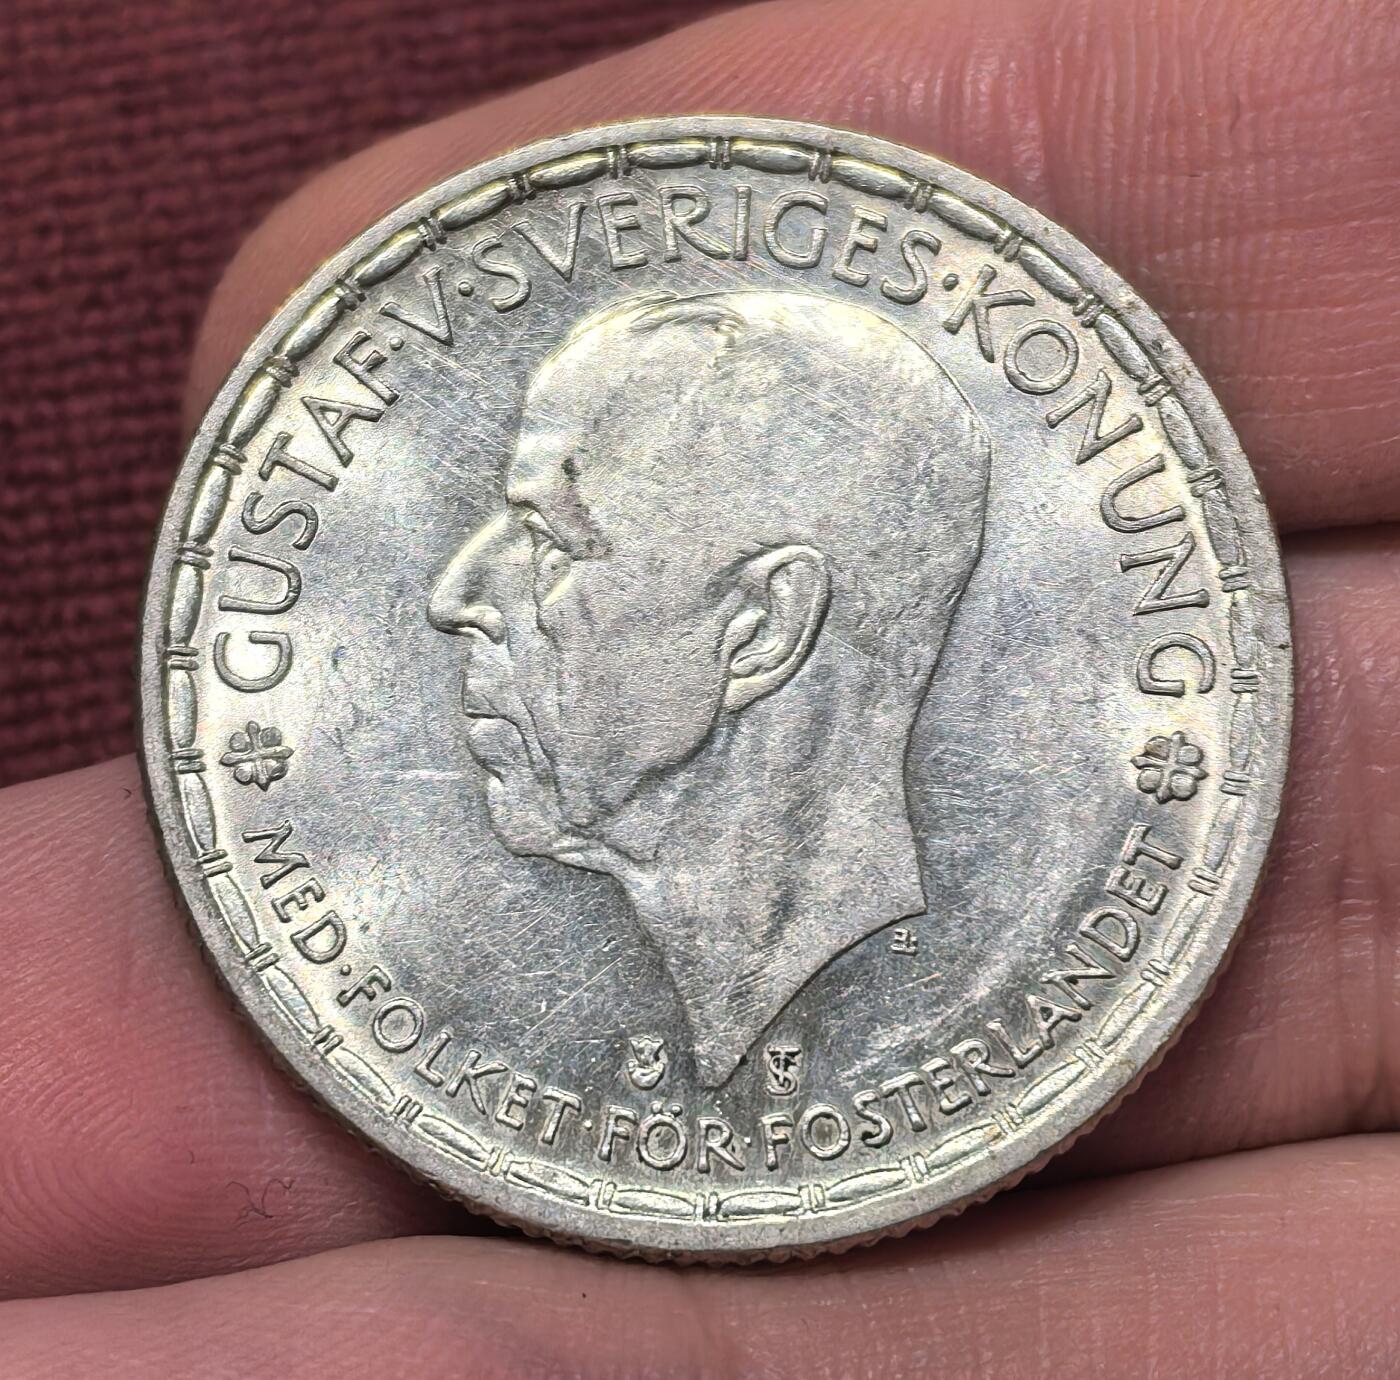 GUSTAF·V·SVERIGES·KONUNG
MED·FOLKET·FÖR·FOSTERLANDET